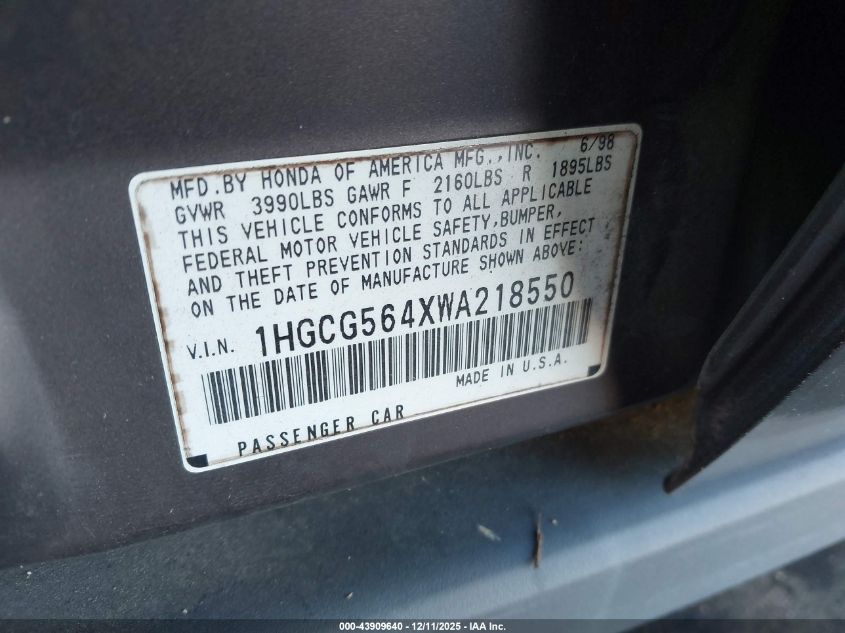 6/98
MFD.BY HONDA OF AMERICA MFG.,INC.
GVWR 3990LBS GAWR F 2160LBS R 1895LBS
THIS VEHICLE CONFORMS TO ALL APPLICABLE
FEDERAL MOTOR VEHICLE SAFETY,BUMPER,
AND THEFT PREVENTION STANDARDS IN EFFECT
ON THE DATE OF MANUFACTURE SHOWN ABOVE:
V.I.N. 1HGCG564XWA218550
MADE IN U.S.A.
PASSENGER CAR
000-43909640 - 12/11/2025 - IAA Inc.